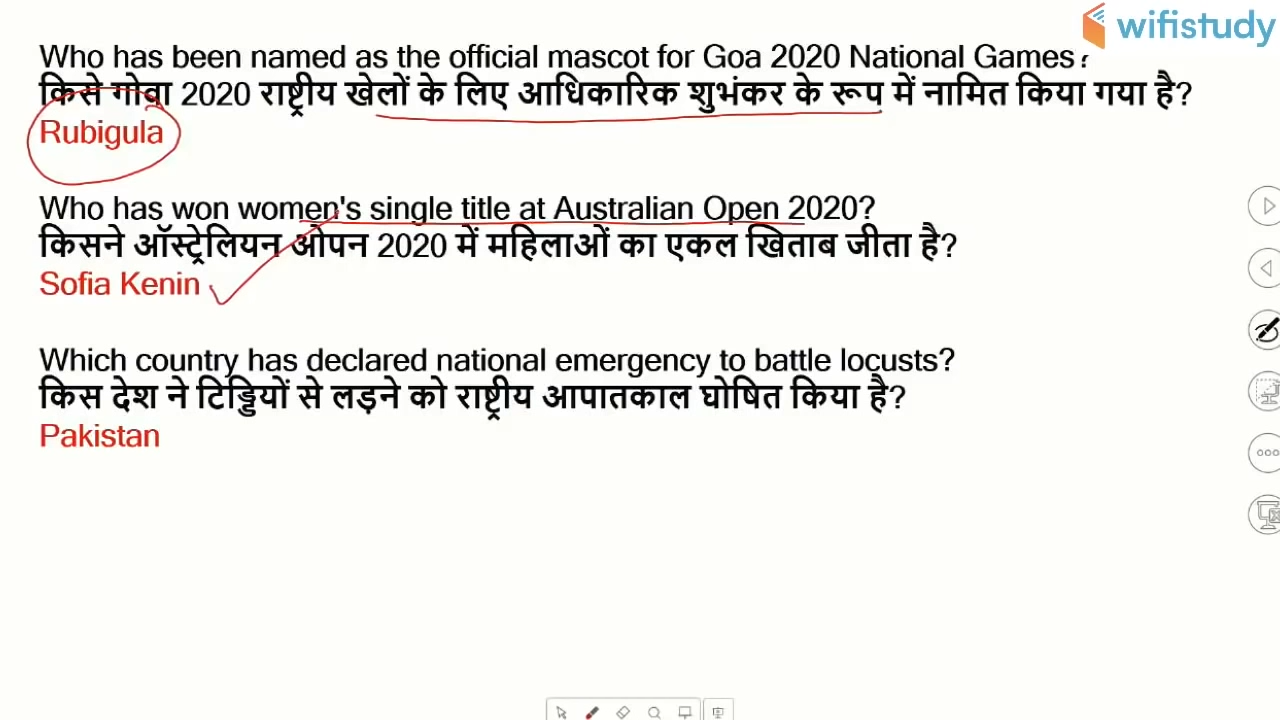 wifistudy
Who has been named as the official mascot for Goa 2020 National Games?
किसे गोवा 2020 राष्ट्रीय खेलों के लिए आधिकारिक शुभंकर के रूप में नामित किया गया है?
Rubigula
Who has won women's single title at Australian Open 2020?
किसने ऑस्ट्रेलियन ओपन 2020 में महिलाओं का एकल खिताब जीता है?
Sofia Kenin
Which country has declared national emergency to battle locusts?
किस देश ने टिड्डियों से लड़ने को राष्ट्रीय आपातकाल घोषित किया है?
Pakistan